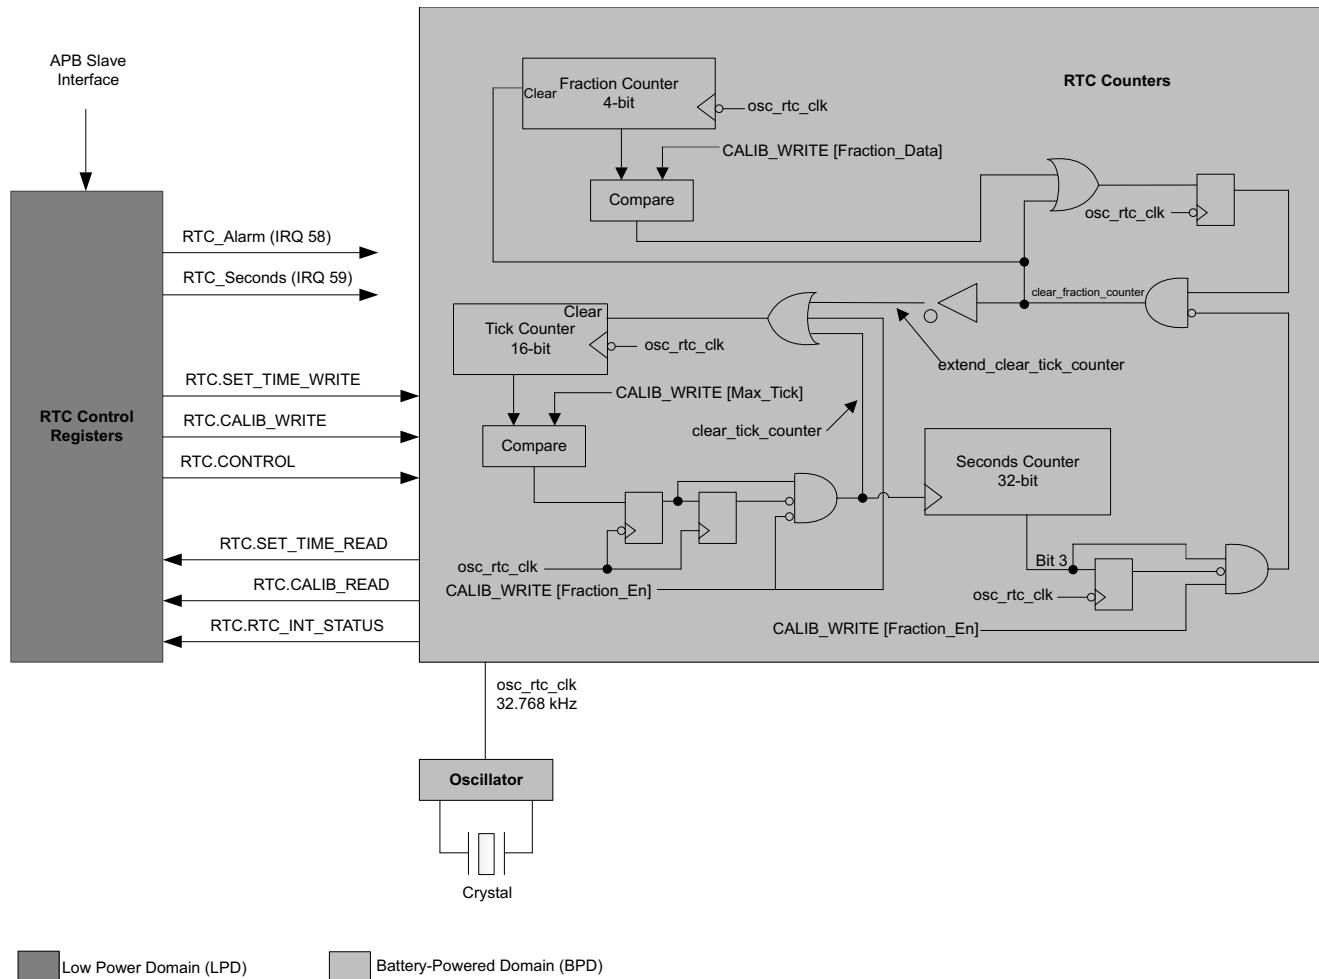 APB Slave
Interface
RTC Control
Registers
RTC_Alarm (IRQ 58)
RTC_Seconds (IRQ 59)
RTC.SET_TIME_WRITE
RTC.CALIB_WRITE
RTC.CONTROL
RTC.SET_TIME_READ
RTC.CALIB_READ
RTC.RTC_INT_STATUS
RTC Counters
Clear
Fraction Counter
4-bit
osc_rtc_clk
CALIB_WRITE [Fraction_Data]
Compare
osc_rtc_clk
clear_fraction_counter
extend_clear_tick_counter
Clear
Tick Counter
16-bit
osc_rtc_clk
CALIB_WRITE [Max_Tick]
clear_tick_counter
Compare
Seconds Counter
32-bit
Bit 3
osc_rtc_clk
CALIB_WRITE [Fraction_En]
osc_rtc_clk
CALIB_WRITE [Fraction_En]
osc_rtc_clk
32.768 kHz
Oscillator
Crystal
Low Power Domain (LPD)
Battery-Powered Domain (BPD)